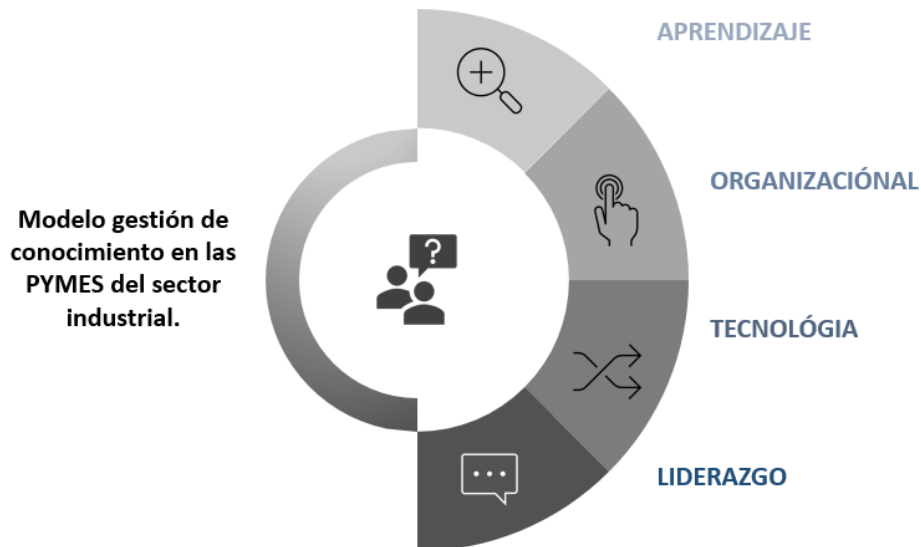 APRENDIZAJE
ORGANIZACIÓNAL
Modelo gestión de
conocimiento en las
PYMES del sector
industrial.
TECNOLÓGIA
LIDERAZGO
?